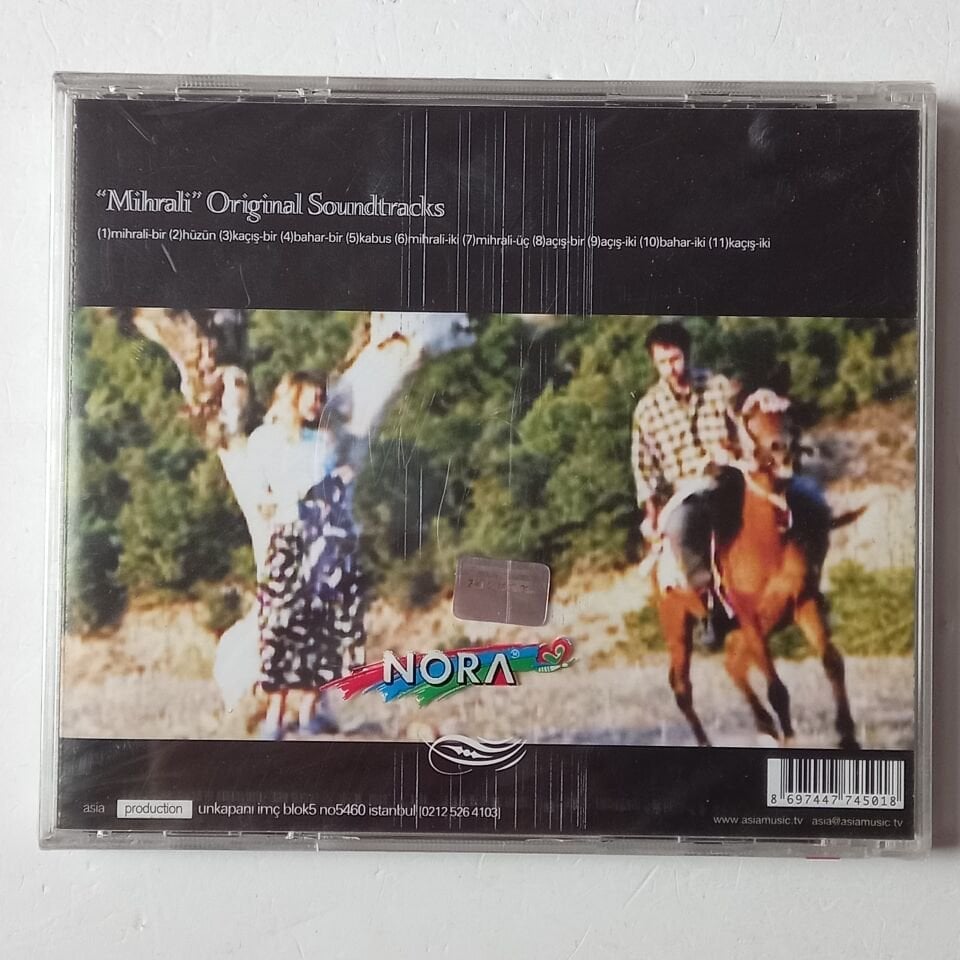 “Mihrali” Original Soundtracks
(1)mihrali-bir (2)hüzün (3)kaçış-bir (4)bahar-bir (5)kabus (6)mihrali-iki (7)mihrali-üç (8)açış-bir (9)açış-iki (10)bahar-iki (11)kaçış-iki
NORA
asia production unkapanı imç blok5 no5460 istanbul [0212 526 4103]
8 697447 745018
www.asiamusic.tv asia@asiamusic.tv